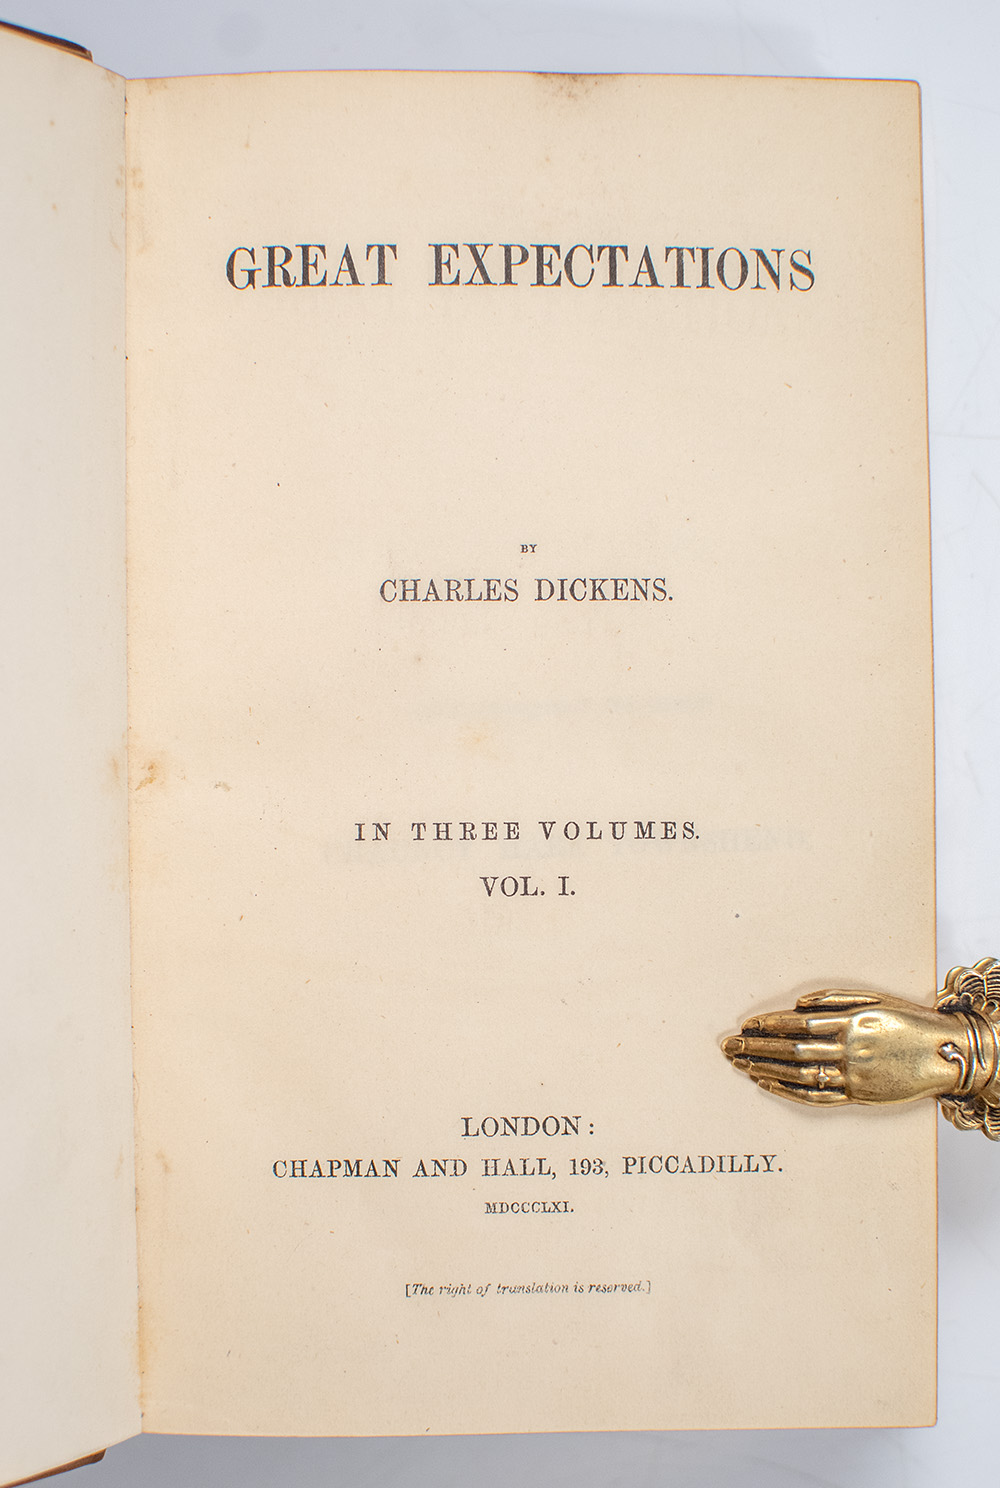 GREAT EXPECTATIONS
BY
CHARLES DICKENS.
IN THREE VOLUMES.
VOL. I.
LONDON:
CHAPMAN AND HALL, 193, PICCADILLY.
MDCCCLXI.
[The right of translation is reserved.]